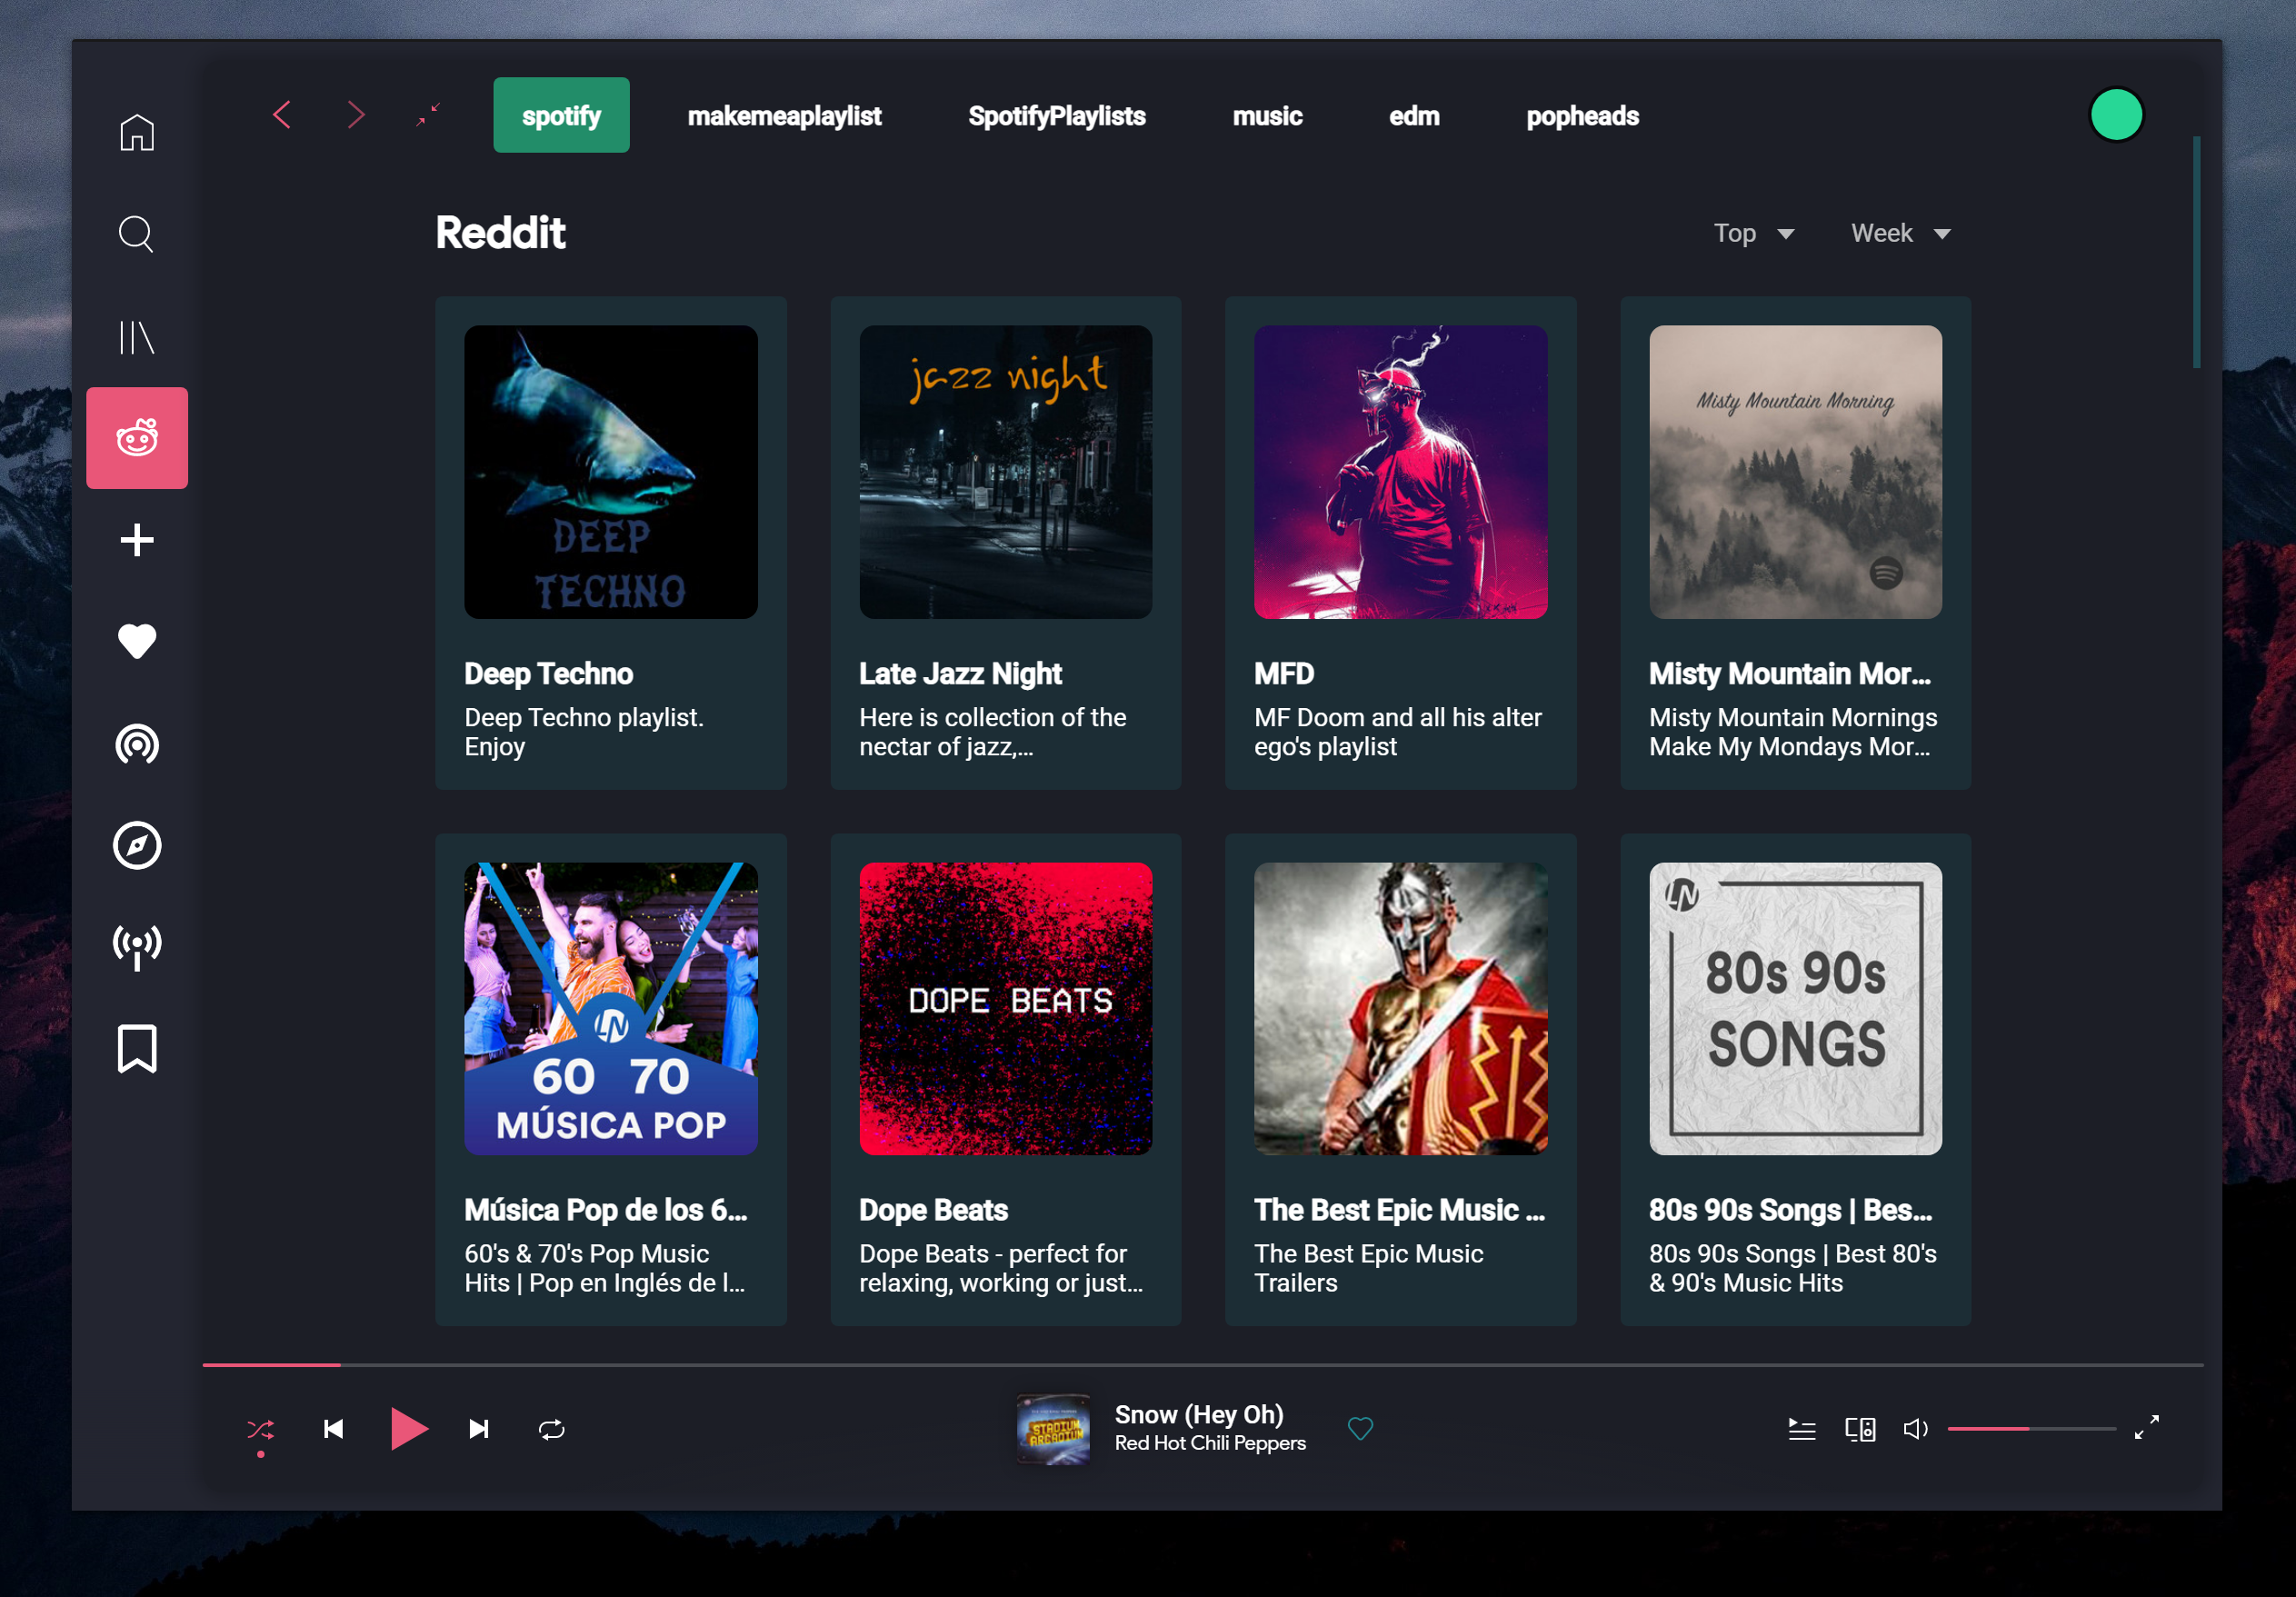 spotify
makemeaplaylist
SpotifyPlaylists
music
edm
popheads
Reddit
Top
Week
DEEP
TECHNO
jazz night
Misty Mountain Morning
Deep Techno
Deep Techno playlist.
Enjoy
Late Jazz Night
Here is collection of the
nectar of jazz,...
MFD
MF Doom and all his alter
ego's playlist
Misty Mountain Mor...
Misty Mountain Mornings
Make My Mondays Mor...
LN
60 70
MÚSICA POP
DOPE BEATS
LN
80s 90s
SONGS
Música Pop de los 6...
60's & 70's Pop Music
Hits | Pop en Inglés de l...
Dope Beats
Dope Beats - perfect for
relaxing, working or just...
The Best Epic Music ...
The Best Epic Music
Trailers
80s 90s Songs | Bes...
80s 90s Songs | Best 80's
& 90's Music Hits
STADIUM
ARCADIUM
Snow (Hey Oh)
Red Hot Chili Peppers